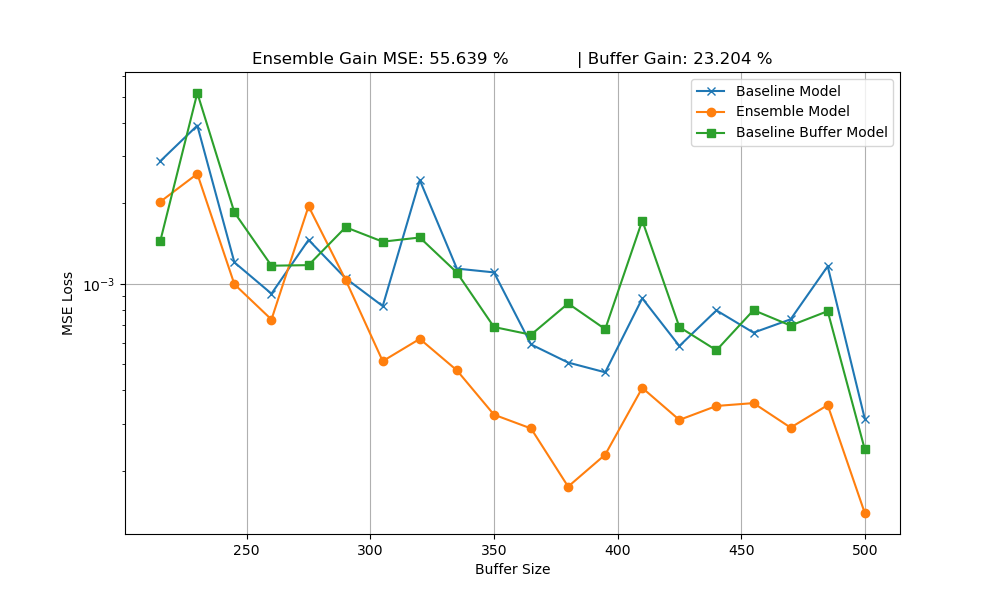 Ensemble Gain MSE: 55.639 % | Buffer Gain: 23.204 %
Baseline Model
Ensemble Model
Baseline Buffer Model
MSE Loss
10⁻³
250 300 350 400 450 500
Buffer Size